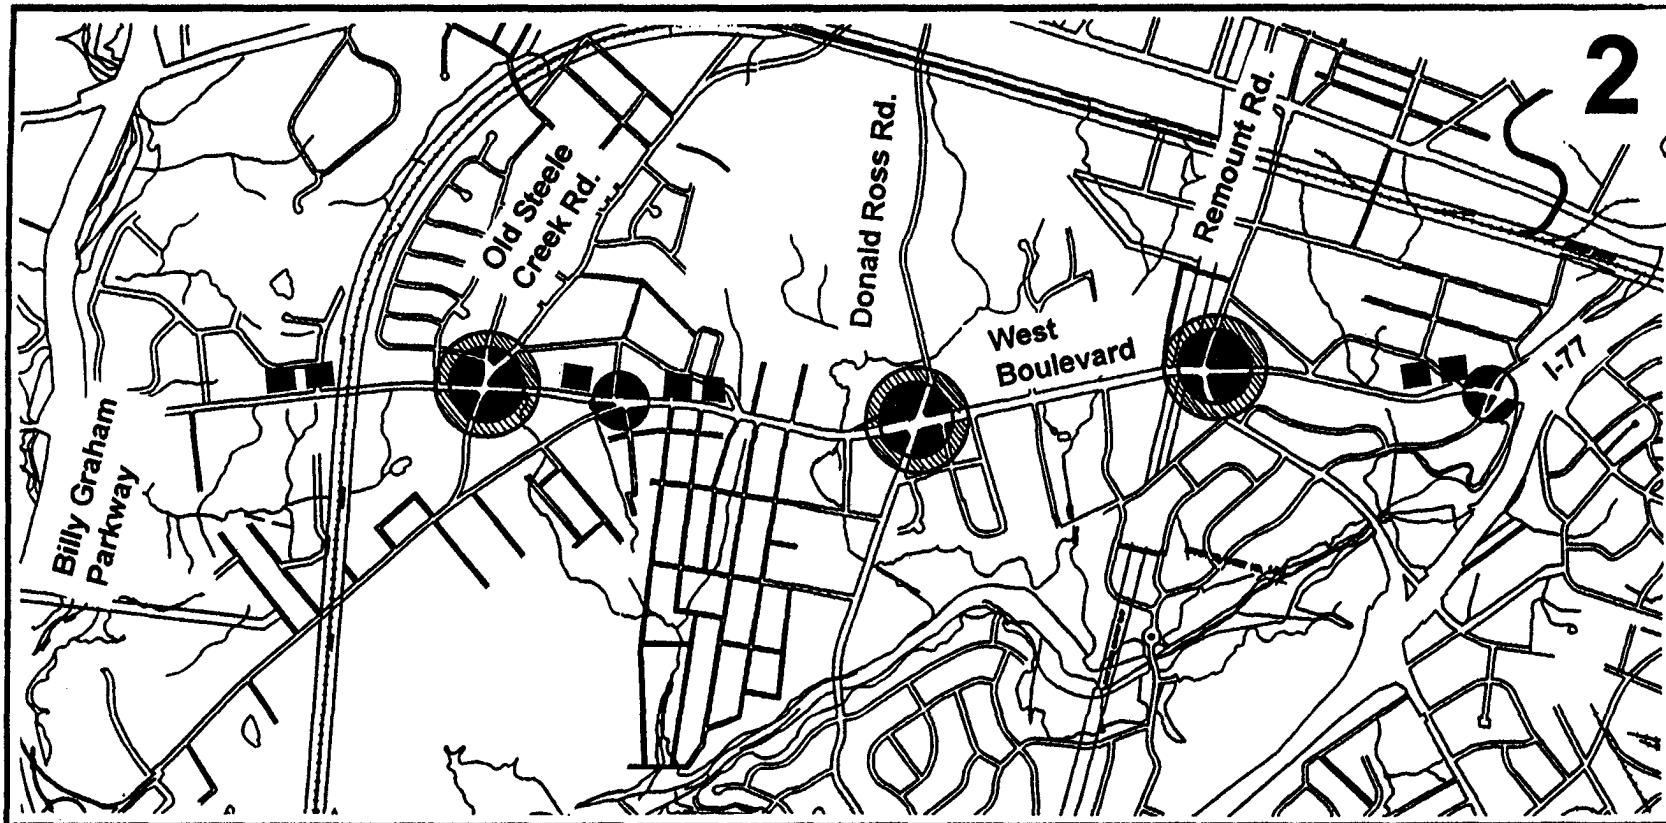 2
Old Steele
Creek Rd.
Donald Ross Rd.
Remount Rd.
West
Boulevard
I-77
Billy Graham
Parkway